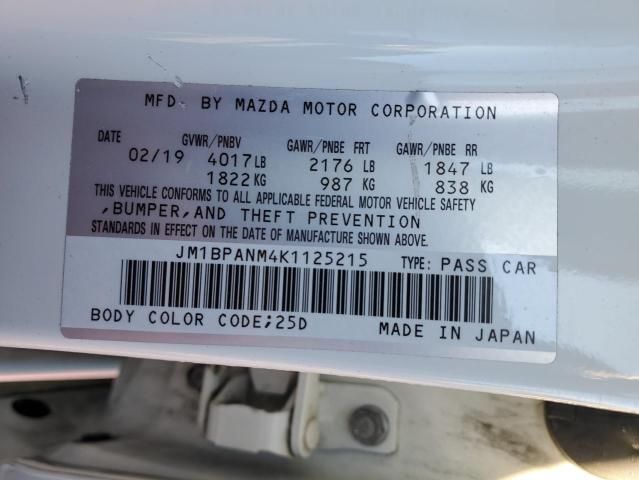 MFD. BY MAZDA MOTOR CORPORATION
DATE GVWR/PNBV GAWR/PNBE FRT GAWR/PNBE RR
02/19 4017LB 2176 LB 1847 LB
1822KG 987 KG 838 KG
THIS VEHICLE CONFORMS TO ALL APPLICABLE FEDERAL MOTOR VEHICLE SAFETY
,BUMPER,AND THEFT PREVENTION
STANDARDS IN EFFECT ON THE DATE OF MANUFACTURE SHOWN ABOVE.
JM1BPANM4K1125215 TYPE: PASS CAR
BODY COLOR CODE;25D MADE IN JAPAN